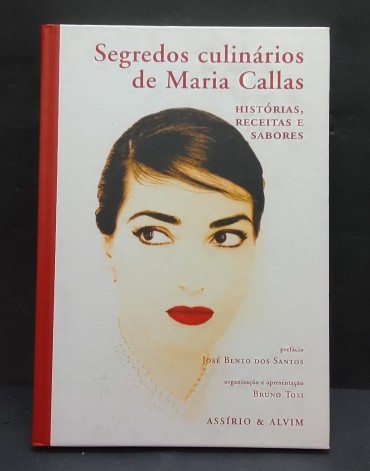 Segredos culinários
de Maria Callas
HISTÓRIAS,
RECEITAS E
SABORES
prefácio
JOSÉ BENTO DOS SANTOS
organização e apresentação
BRUNO TOSI
ASSÍRIO & ALVIM